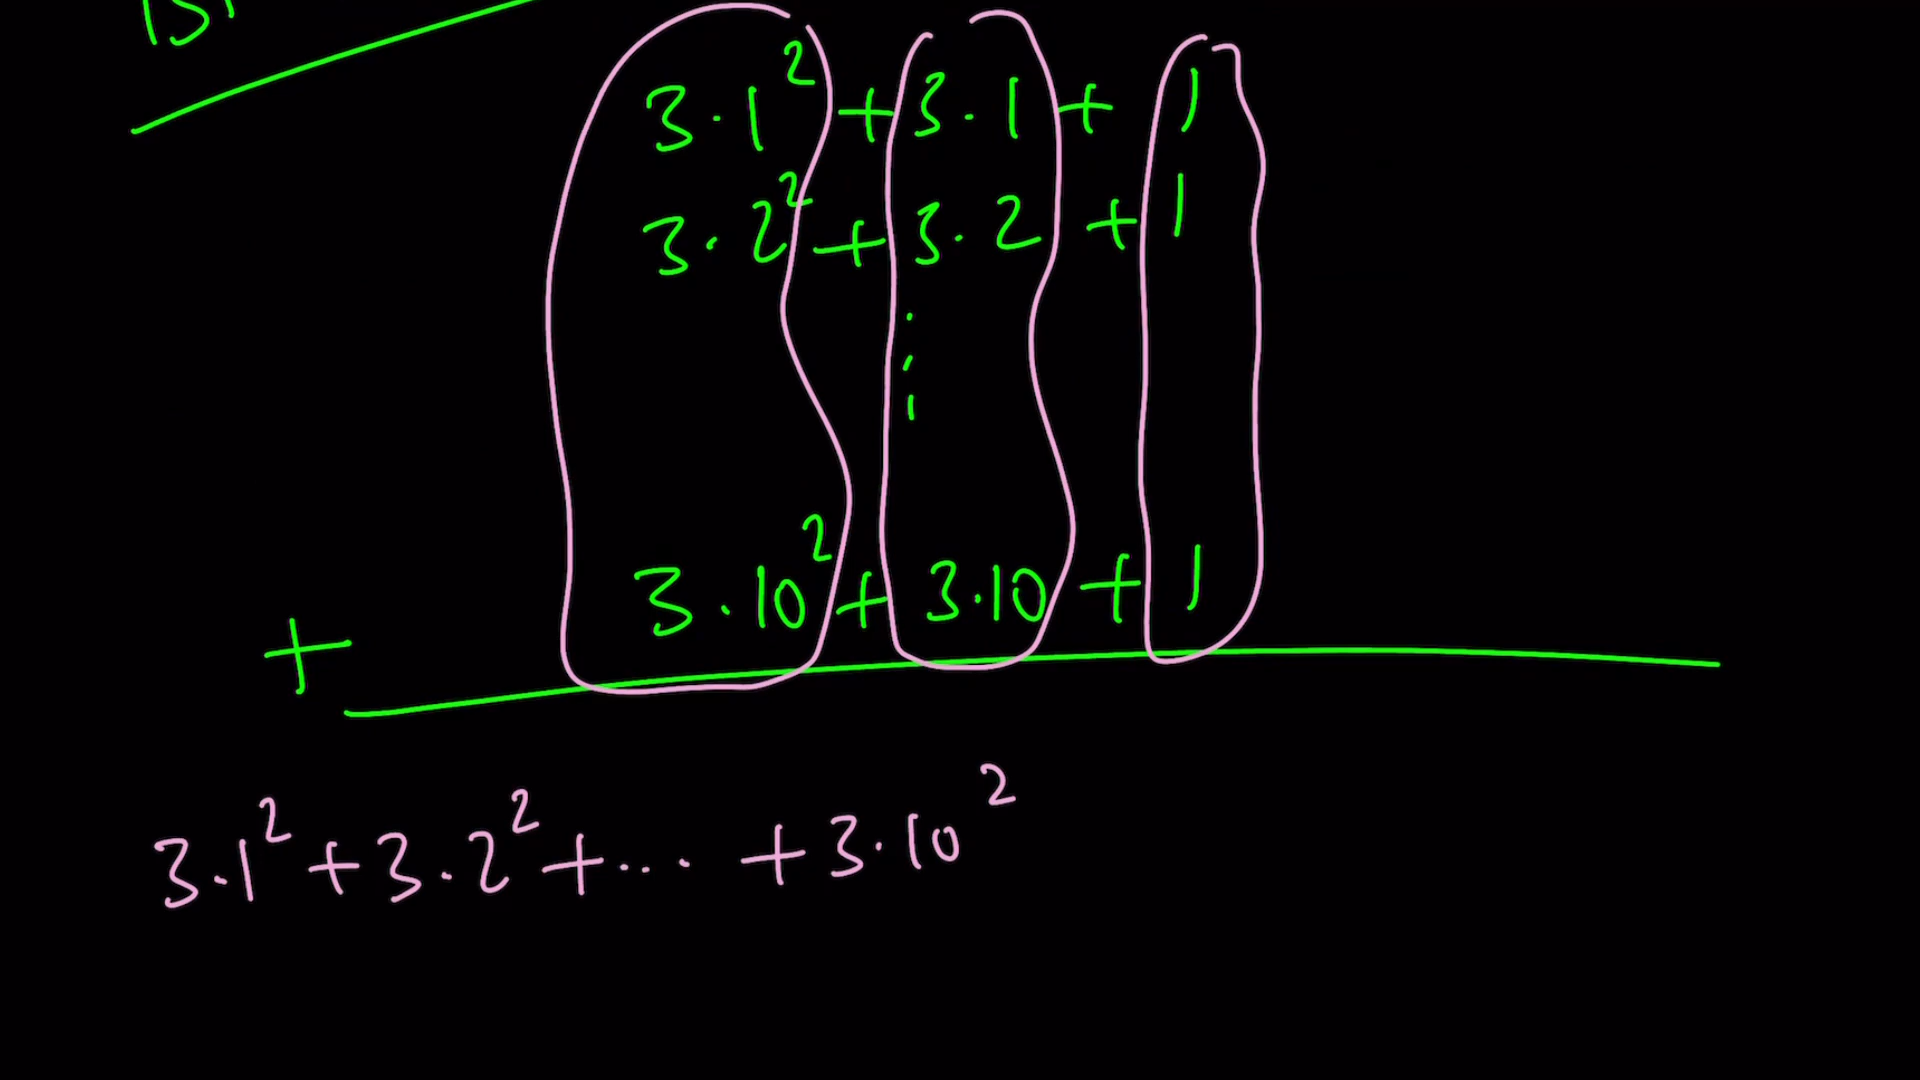 3·1² + 3·1 + 1
3·2² + 3·2 + 1
⋮
3·10² + 3·10 + 1
+
3·1² + 3·2² + ... + 3·10²